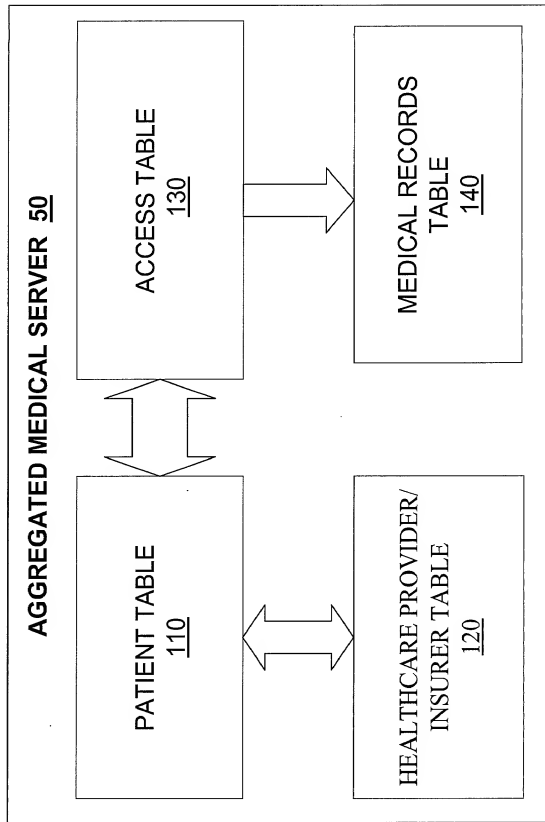 AGGREGATED MEDICAL SERVER 50
PATIENT TABLE
110
ACCESS TABLE
130
HEALTHCARE PROVIDER/
INSURER TABLE
120
MEDICAL RECORDS
TABLE
140